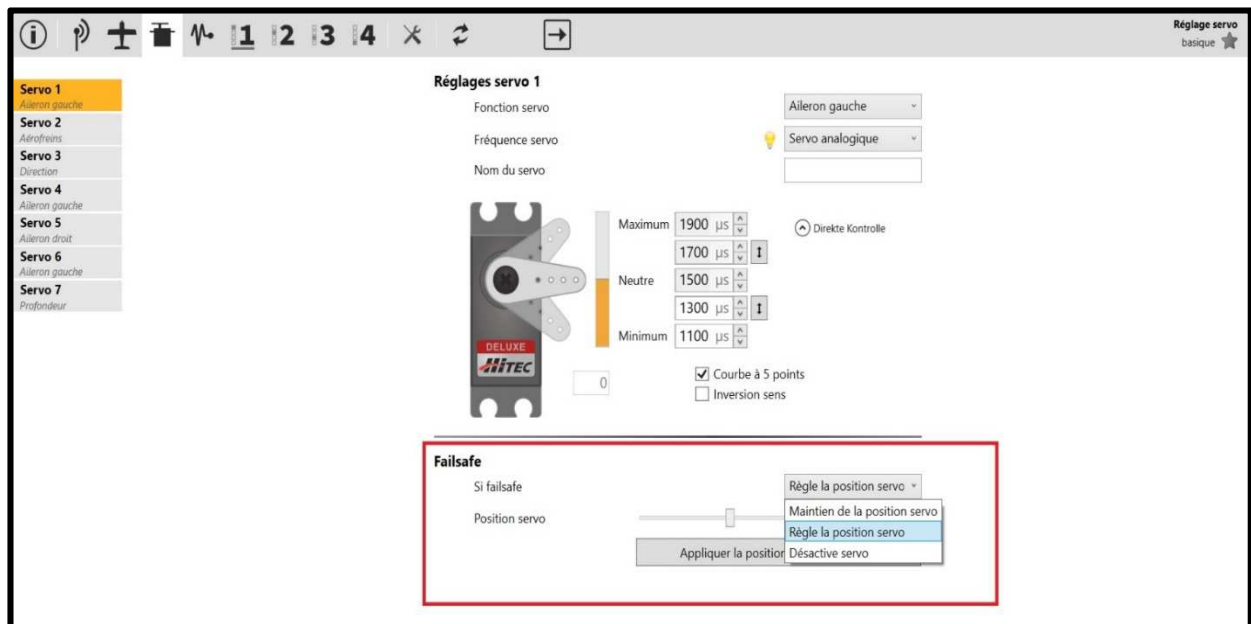 1 2 3 4
Réglage servo
basique
Servo 1
Aileron gauche
Servo 2
Aérofreins
Servo 3
Direction
Servo 4
Aileron gauche
Servo 5
Aileron droit
Servo 6
Aileron gauche
Servo 7
Profondeur
Réglages servo 1
Fonction servo Aileron gauche
Fréquence servo Servo analogique
Nom du servo
Maximum 1900 µs Direkte Kontrolle
1700 µs
Neutre 1500 µs
1300 µs
Minimum 1100 µs
DELUXE
HiTEC
0
Courbe à 5 points
Inversion sens
Failsafe
Si failsafe Règle la position servo
Maintien de la position servo
Position servo
Règle la position servo
Appliquer la position
Désactive servo